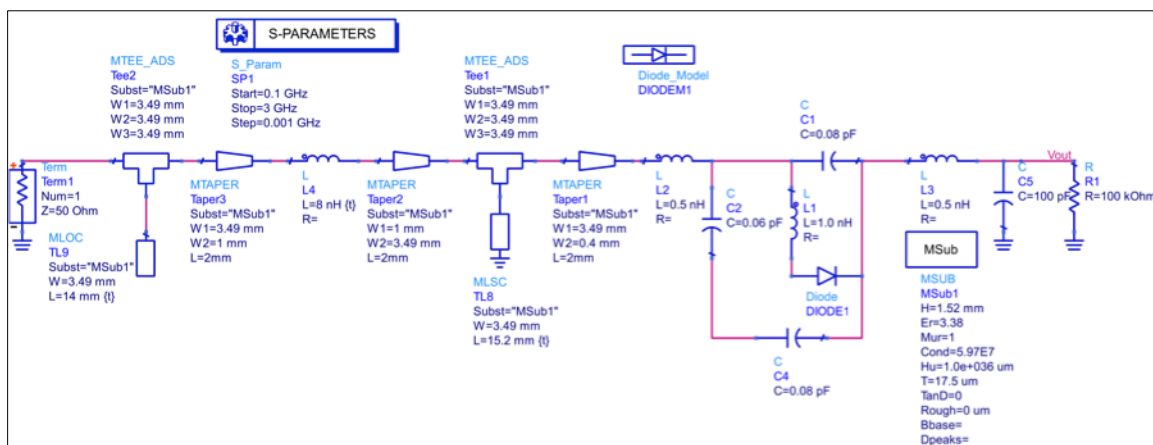 S-PARAMETERS
MTEE_ADS
Tee2
Subst="MSub1"
W1=3.49 mm
W2=3.49 mm
W3=3.49 mm
S_Param
SP1
Start=0.1 GHz
Stop=3 GHz
Step=0.001 GHz
MTEE_ADS
Tee1
Subst="MSub1"
W1=3.49 mm
W2=3.49 mm
W3=3.49 mm
Diode_Model
DIODEM1
C
C1
C=0.08 pF
+
-
Term
Term1
Num=1
Z=50 Ohm
MLOC
TL9
Subst="MSub1"
W=3.49 mm
L=14 mm {t}
MTAPER
Taper3
Subst="MSub1"
W1=3.49 mm
W2=1 mm
L=2mm
L
L4
L=8 nH {t}
R=
MTAPER
Taper2
Subst="MSub1"
W1=1 mm
W2=3.49 mm
L=2mm
MLSC
TL8
Subst="MSub1"
W=3.49 mm
L=15.2 mm {t}
MTAPER
Taper1
Subst="MSub1"
W1=3.49 mm
W2=0.4 mm
L=2mm
L
L2
L=0.5 nH
R=
C
C2
C=0.06 pF
L
L1
L=1.0 nH
R=
Diode
DIODE1
C
C4
C=0.08 pF
L
L3
L=0.5 nH
R=
C
C5
C=100 pF
Vout
R
R1
R=100 kOhm
MSub
MSUB
MSub1
H=1.52 mm
Er=3.38
Mur=1
Cond=5.97E7
Hu=1.0e+036 um
T=17.5 um
TanD=0
Rough=0 um
Bbase=
Dpeaks=